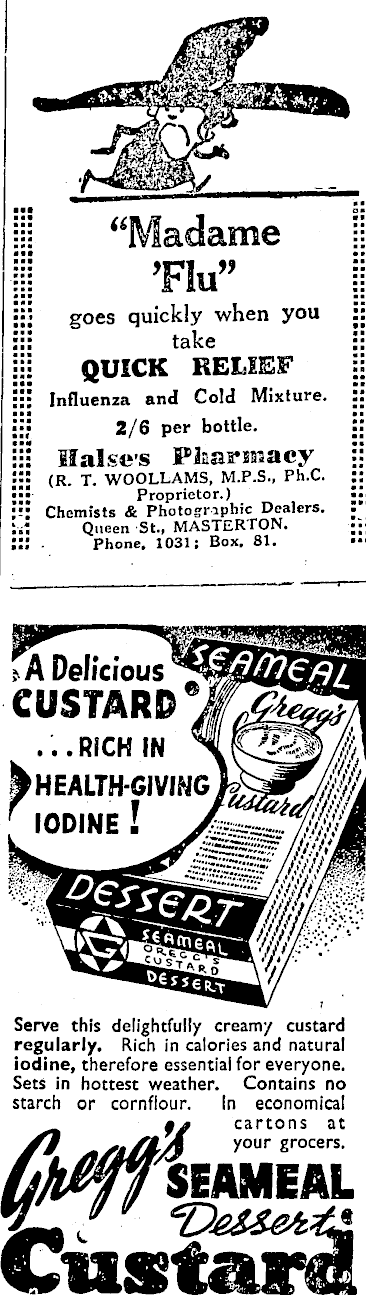 "Madame
'Flu"
goes quickly when you
take
QUICK RELIEF
Influenza and Cold Mixture.
2/6 per bottle.
Halse's Pharmacy
(R. T. WOOLLAMS, M.P.S., Ph.C.
Proprietor.)
Chemists & Photographic Dealers.
Queen St., MASTERTON.
Phone, 1031; Box, 81.
A Delicious
CUSTARD
...RICH IN
HEALTH-GIVING
IODINE!
SEAMEAL
Gregg's
Custard
DESSERT
G
SEAMEAL
GREGG'S
CUSTARD
DESSERT
Serve this delightfully creamy custard
regularly. Rich in calories and natural
iodine, therefore essential for everyone.
Sets in hottest weather. Contains no
starch or cornflour. In economical
cartons at
your grocers.
Gregg's
SEAMEAL
Dessert
Custard